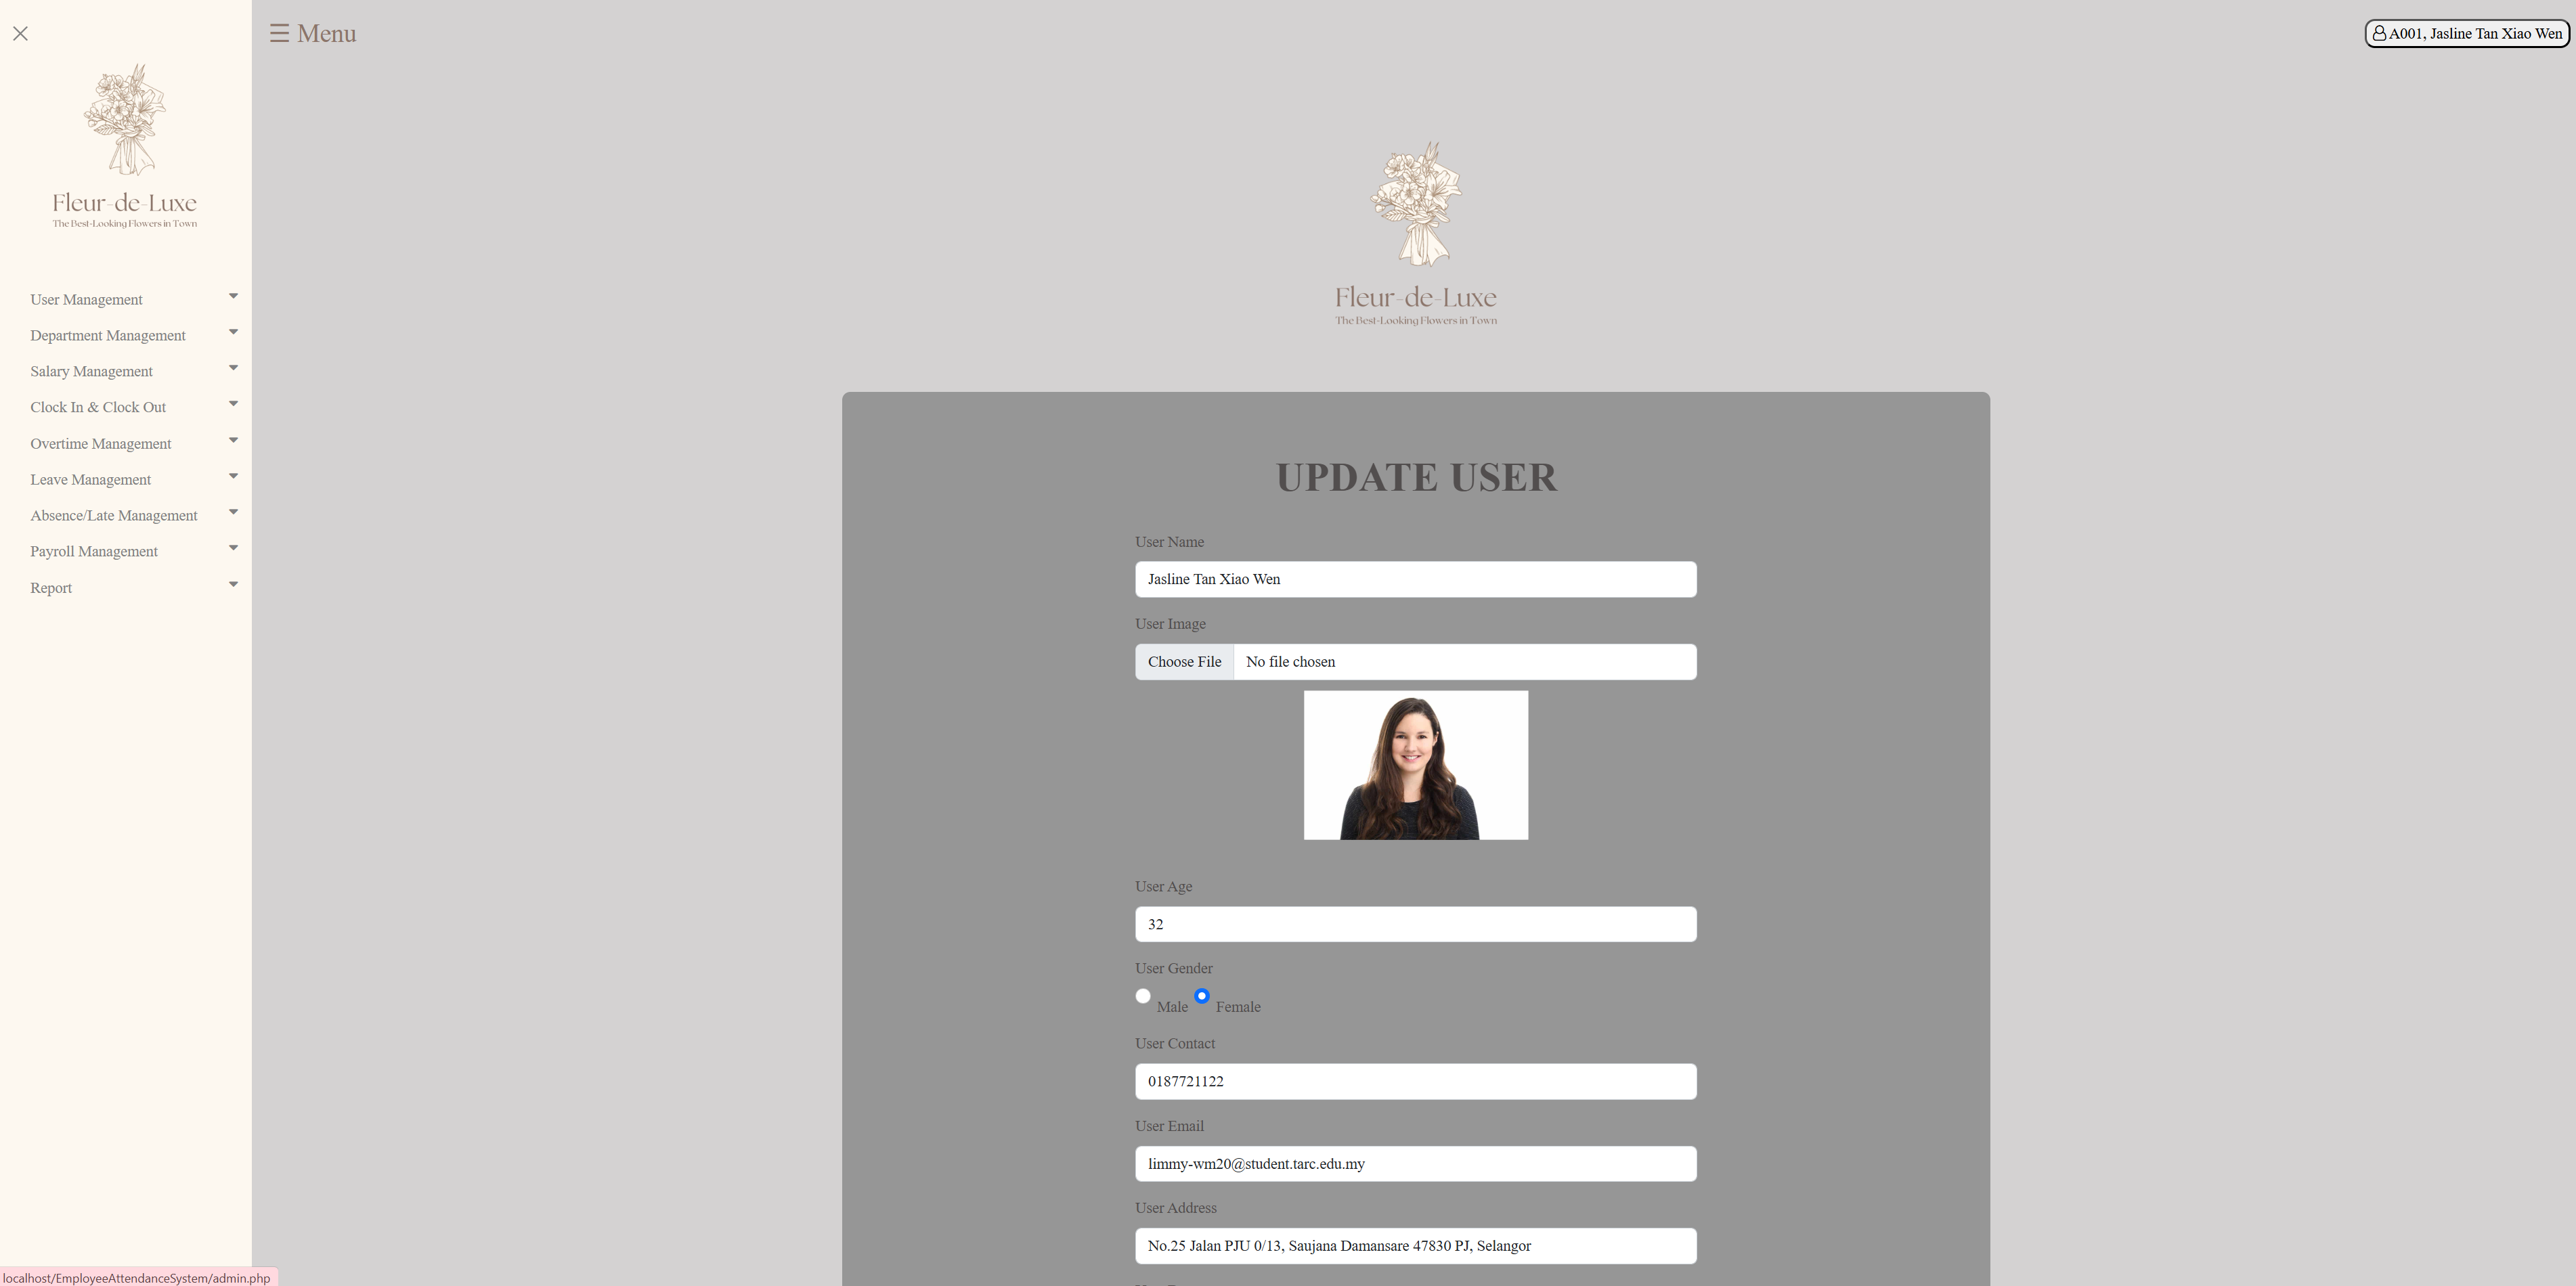 ☰ Menu
A001, Jasline Tan Xiao Wen
Fleur-de-Luxe
The Best-Looking Flowers in Town
User Management
Department Management
Salary Management
Clock In & Clock Out
Overtime Management
Leave Management
Absence/Late Management
Payroll Management
Report
Fleur-de-Luxe
The Best-Looking Flowers in Town
UPDATE USER
User Name
Jasline Tan Xiao Wen
User Image
Choose File No file chosen
User Age
32
User Gender
Male Female
User Contact
0187721122
User Email
limmy-wm20@student.tarc.edu.my
User Address
No.25 Jalan PJU 0/13, Saujana Damansare 47830 PJ, Selangor
localhost/EmployeeAttendanceSystem/admin.php